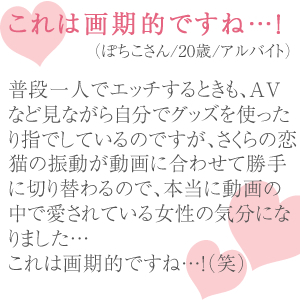 これは画期的ですね…!
（ぽちこさん/20歳/アルバイト）
普段一人でエッチするときも、AV
など見ながら自分でグッズを使った
り指でしているのですが、さくらの恋
猫の振動が動画に合わせて勝手
に切り替わるので、本当に動画の
中で愛されている女性の気分にな
りました…
これは画期的ですね…!（笑）